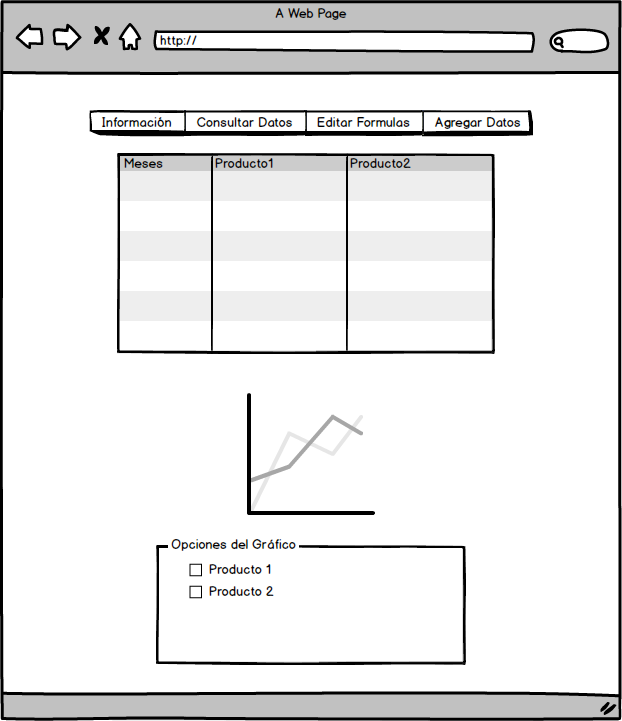 A Web Page
http://
Información Consultar Datos Editar Formulas Agregar Datos
Meses Producto1 Producto2
Opciones del Gráfico
Producto 1
Producto 2